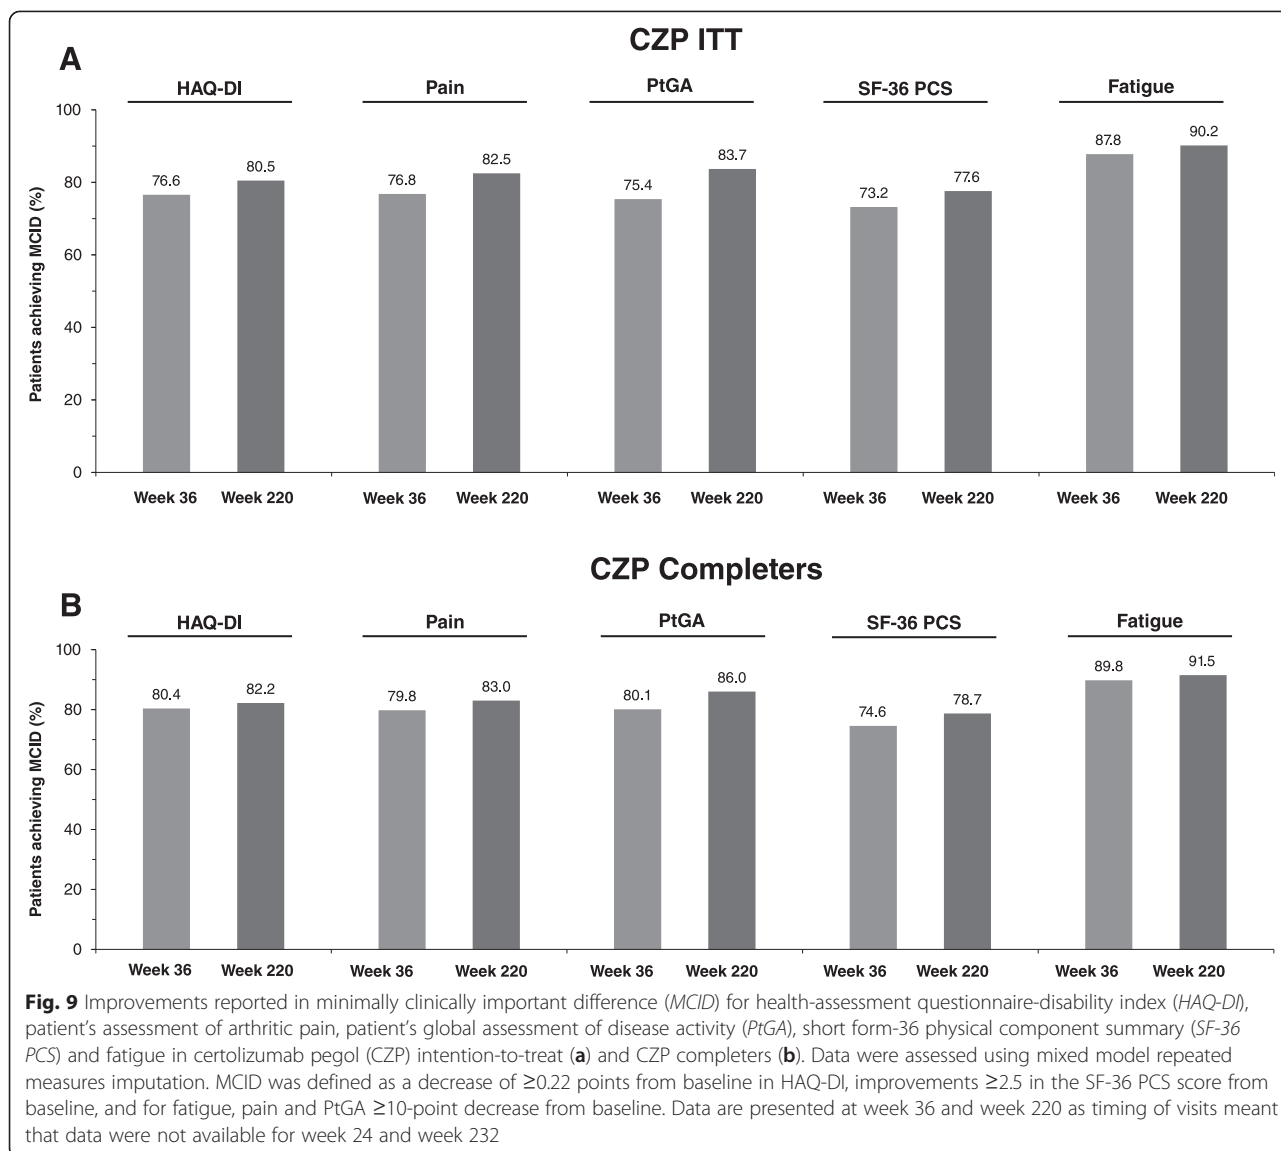 CZP ITT
A
HAQ-DI Pain PtGA SF-36 PCS Fatigue
Patients achieving MCID (%)
100
80
60
40
20
0
76.6 80.5 76.8 82.5 75.4 83.7 73.2 77.6 87.8 90.2
Week 36 Week 220 Week 36 Week 220 Week 36 Week 220 Week 36 Week 220 Week 36 Week 220
CZP Completers
B
HAQ-DI Pain PtGA SF-36 PCS Fatigue
Patients achieving MCID (%)
100
80
60
40
20
0
80.4 82.2 79.8 83.0 80.1 86.0 74.6 78.7 89.8 91.5
Week 36 Week 220 Week 36 Week 220 Week 36 Week 220 Week 36 Week 220 Week 36 Week 220
Fig. 9 Improvements reported in minimally clinically important difference (MCID) for health-assessment questionnaire-disability index (HAQ-DI),
patient's assessment of arthritic pain, patient's global assessment of disease activity (PtGA), short form-36 physical component summary (SF-36
PCS) and fatigue in certolizumab pegol (CZP) intention-to-treat (a) and CZP completers (b). Data were assessed using mixed model repeated
measures imputation. MCID was defined as a decrease of ≥0.22 points from baseline in HAQ-DI, improvements ≥2.5 in the SF-36 PCS score from
baseline, and for fatigue, pain and PtGA ≥10-point decrease from baseline. Data are presented at week 36 and week 220 as timing of visits meant
that data were not available for week 24 and week 232